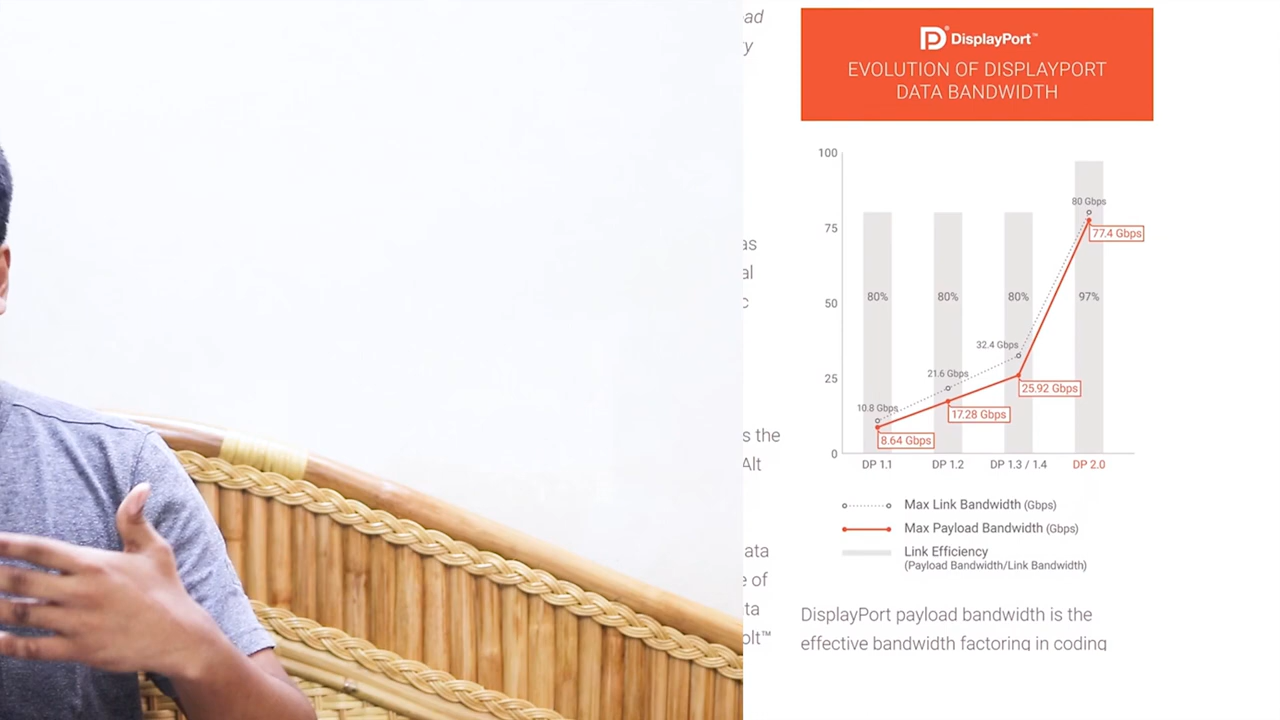 ad
ry
as
al
c
s the
Alt
ata
e of
ta
olt™
DisplayPort™
EVOLUTION OF DISPLAYPORT
DATA BANDWIDTH
100
75
50
25
0
80%
80%
80%
97%
10.8 Gbps
21.6 Gbps
32.4 Gbps
80 Gbps
8.64 Gbps
17.28 Gbps
25.92 Gbps
77.4 Gbps
DP 1.1 DP 1.2 DP 1.3 / 1.4 DP 2.0
Max Link Bandwidth (Gbps)
Max Payload Bandwidth (Gbps)
Link Efficiency
(Payload Bandwidth/Link Bandwidth)
DisplayPort payload bandwidth is the
effective bandwidth factoring in coding